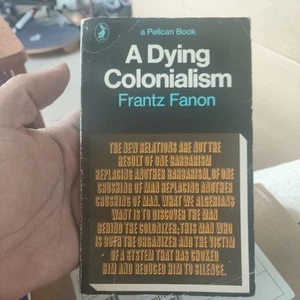 a Pelican Book
A Dying
Colonialism
Frantz Fanon
THE NEW RELATIONS ARE NOT THE
RESULT OF ONE BARBARISM
REPLACING ANOTHER BARBARISM, OF ONE
CRUSHING OF MAN REPLACING ANOTHER
CRUSHING OF MAN. WHAT WE ALGERIANS
WANT IS TO DISCOVER THE MAN
BEHIND THE COLONIZER; THIS MAN WHO
IS BOTH THE ORGANIZER AND THE VICTIM
OF A SYSTEM THAT HAS CHOKED
HIM AND REDUCED HIM TO SILENCE.